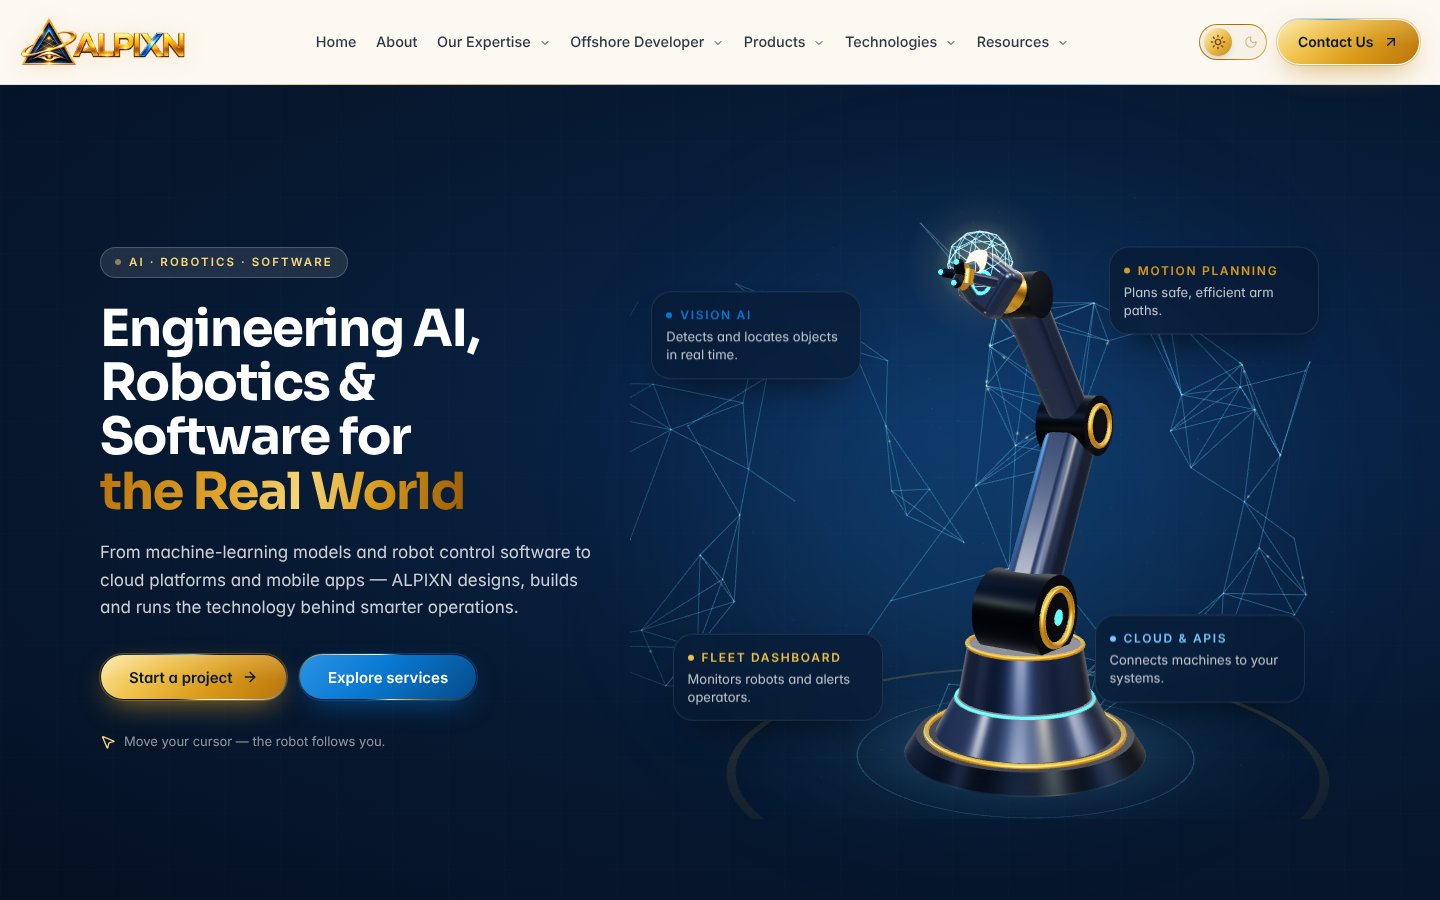 ALPIXN
Home
About
Our Expertise
Offshore Developer
Products
Technologies
Resources
Contact Us
AI · ROBOTICS · SOFTWARE
Engineering AI,
Robotics &
Software for
the Real World
From machine-learning models and robot control software to
cloud platforms and mobile apps — ALPIXN designs, builds
and runs the technology behind smarter operations.
Start a project
Explore services
Move your cursor — the robot follows you.
VISION AI
Detects and locates objects
in real time.
MOTION PLANNING
Plans safe, efficient arm
paths.
FLEET DASHBOARD
Monitors robots and alerts
operators.
CLOUD & APIS
Connects machines to your
systems.